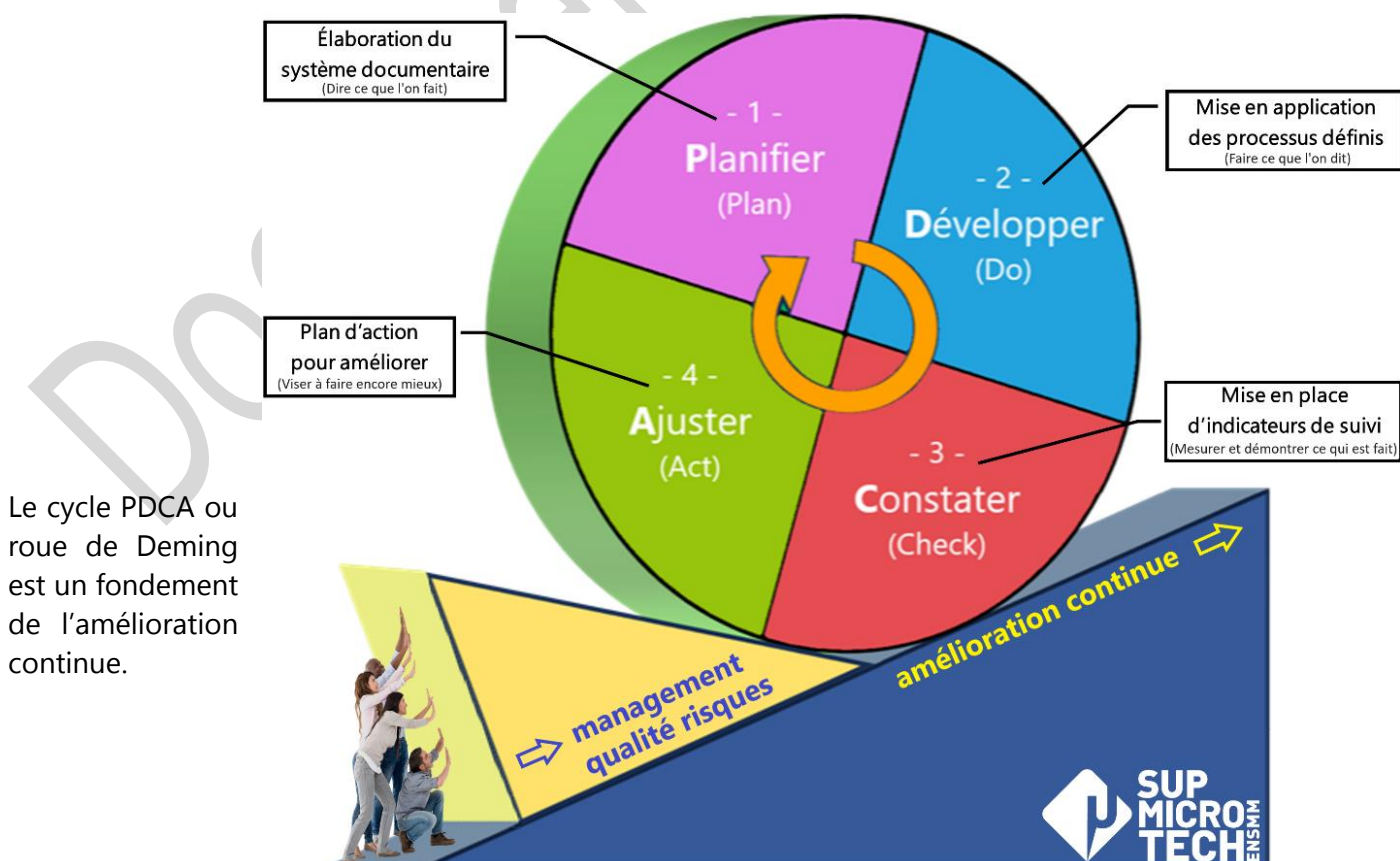 Élaboration du
système documentaire
(Dire ce que l'on fait)
- 1 -
Planifier
(Plan)
Mise en application
des processus définis
(Faire ce que l'on dit)
- 2 -
Développer
(Do)
Plan d'action
pour améliorer
(Viser à faire encore mieux)
- 4 -
Ajuster
(Act)
Mise en place
d'indicateurs de suivi
(Mesurer et démontrer ce qui est fait)
- 3 -
Constater
(Check)
Le cycle PDCA ou
roue de Deming
est un fondement
de l'amélioration
continue.
amélioration continue
management
qualité risques
SUP
MICRO
TECH
ENSMM